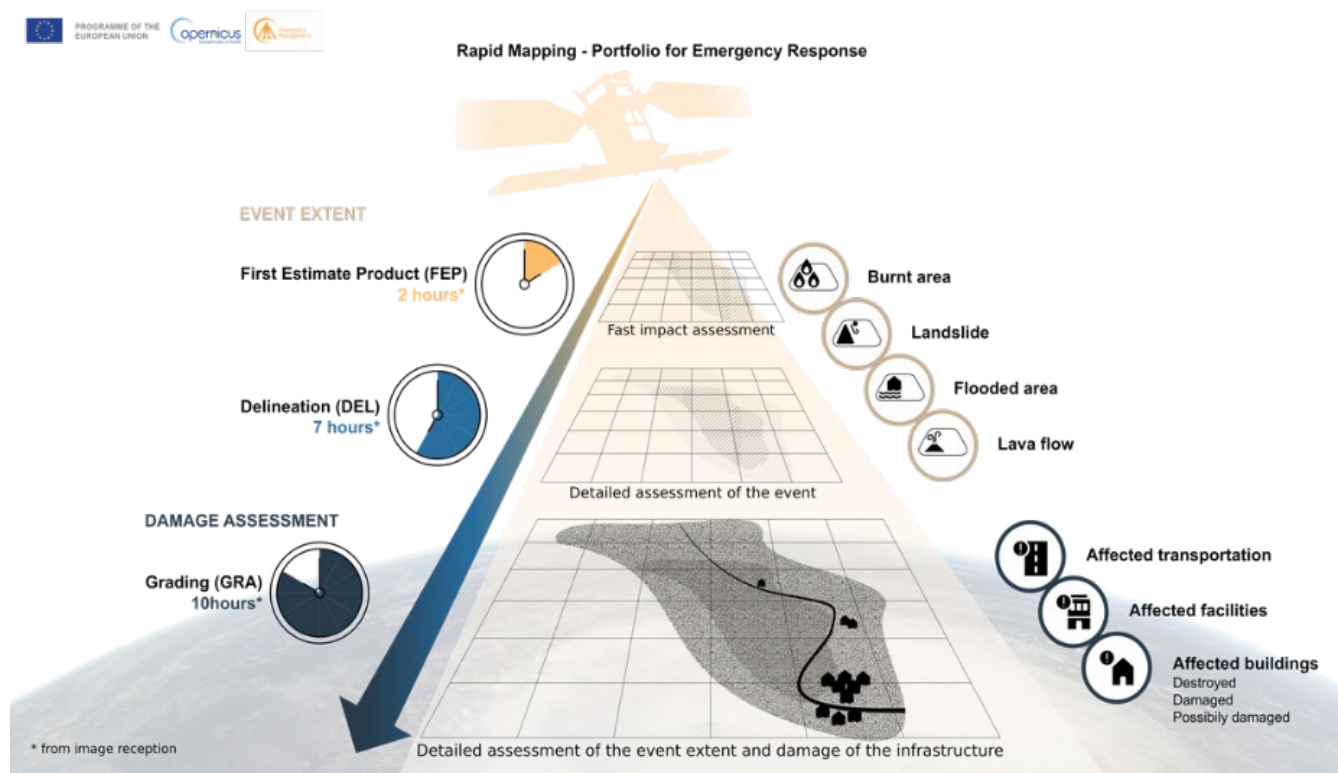 PROGRAMME OF THE
EUROPEAN UNION
opernicus
Emergency
Management
Rapid Mapping - Portfolio for Emergency Response
EVENT EXTENT
First Estimate Product (FEP)
2 hours*
Fast impact assessment
Burnt area
Landslide
Flooded area
Lava flow
Delineation (DEL)
7 hours*
Detailed assessment of the event
DAMAGE ASSESSMENT
Grading (GRA)
10hours*
Affected transportation
Affected facilities
Affected buildings
Destroyed
Damaged
Possibily damaged
* from image reception
Detailed assessment of the event extent and damage of the infrastructure